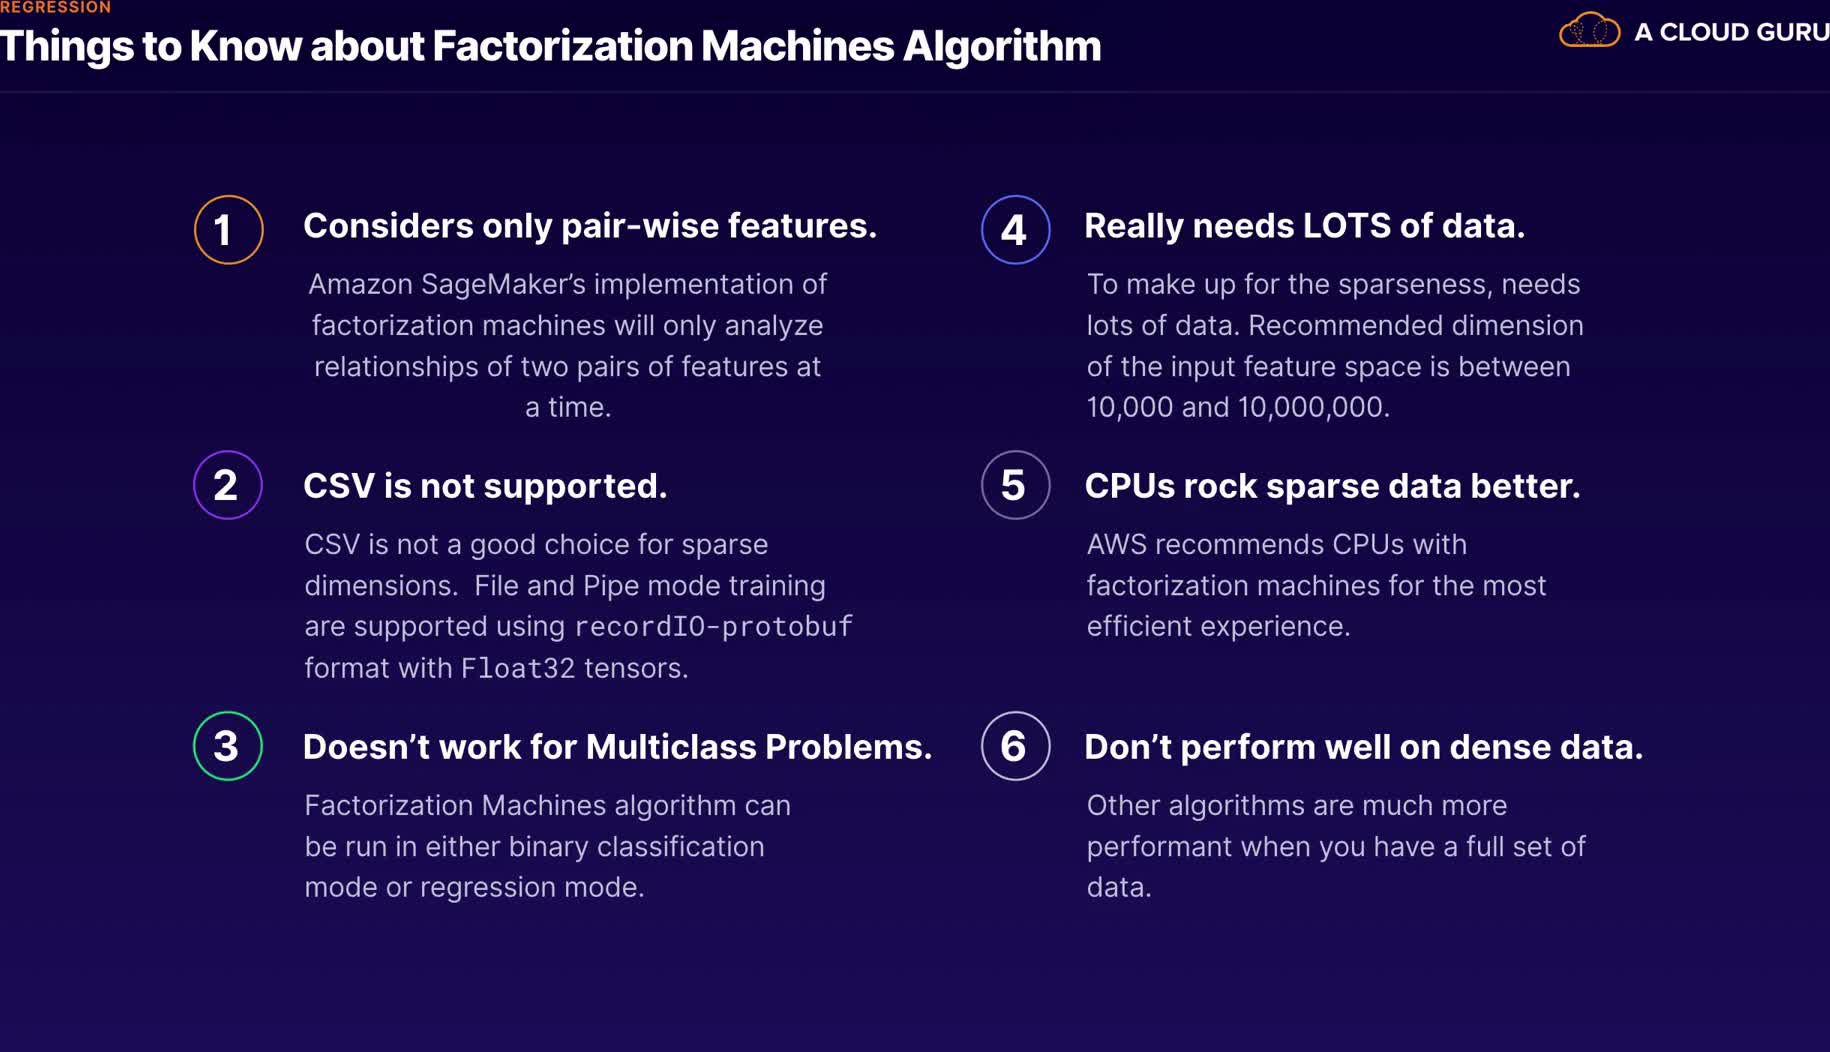 REGRESSION
Things to Know about Factorization Machines Algorithm
A CLOUD GURU
1
Considers only pair-wise features.
Amazon SageMaker’s implementation of
factorization machines will only analyze
relationships of two pairs of features at
a time.
2
CSV is not supported.
CSV is not a good choice for sparse
dimensions.  File and Pipe mode training
are supported using recordIO-protobuf
format with Float32 tensors.
3
Doesn’t work for Multiclass Problems.
Factorization Machines algorithm can
be run in either binary classification
mode or regression mode.
4
Really needs LOTS of data.
To make up for the sparseness, needs
lots of data. Recommended dimension
of the input feature space is between
10,000 and 10,000,000.
5
CPUs rock sparse data better.
AWS recommends CPUs with
factorization machines for the most
efficient experience.
6
Don’t perform well on dense data.
Other algorithms are much more
performant when you have a full set of
data.